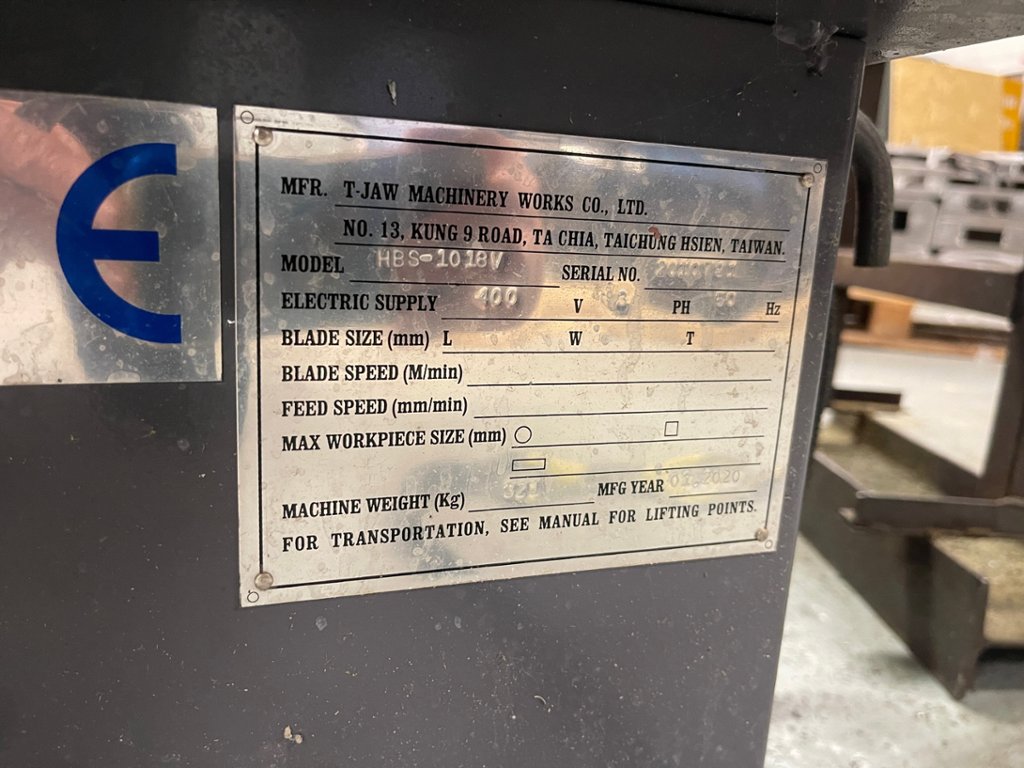 MFR. T-JAW MACHINERY WORKS CO., LTD.
NO. 13, KUNG 9 ROAD, TA CHIA, TAICHUNG HSIEN, TAIWAN.
MODEL HBS-1018V SERIAL NO.
ELECTRIC SUPPLY 400 V PH 50 Hz
BLADE SIZE (mm) L W T
BLADE SPEED (M/min)
FEED SPEED (mm/min)
MAX WORKPIECE SIZE (mm)
MACHINE WEIGHT (Kg) MFG YEAR 01.2020
FOR TRANSPORTATION, SEE MANUAL FOR LIFTING POINTS.
E